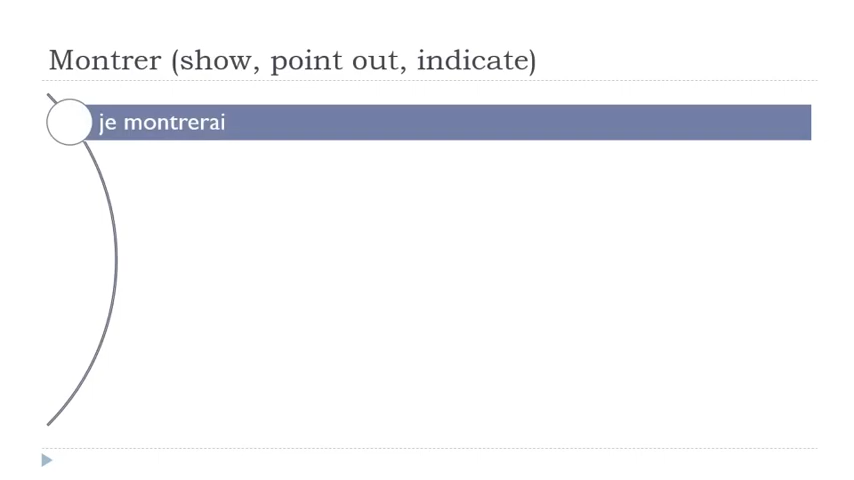 Montrer (show, point out, indicate)
je montrerai